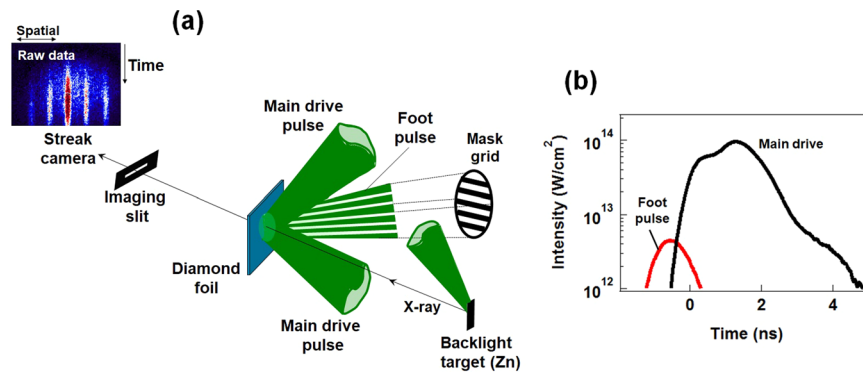 (a)
Spatial
Raw data
Time
Streak
camera
Imaging
slit
Main drive
pulse
Foot
pulse
Mask
grid
Diamond
foil
Main drive
pulse
X-ray
Backlight
target (Zn)
(b)
Intensity (W/cm²)
10¹⁴
10¹³
10¹²
Main drive
Foot
pulse
0
2
4
Time (ns)